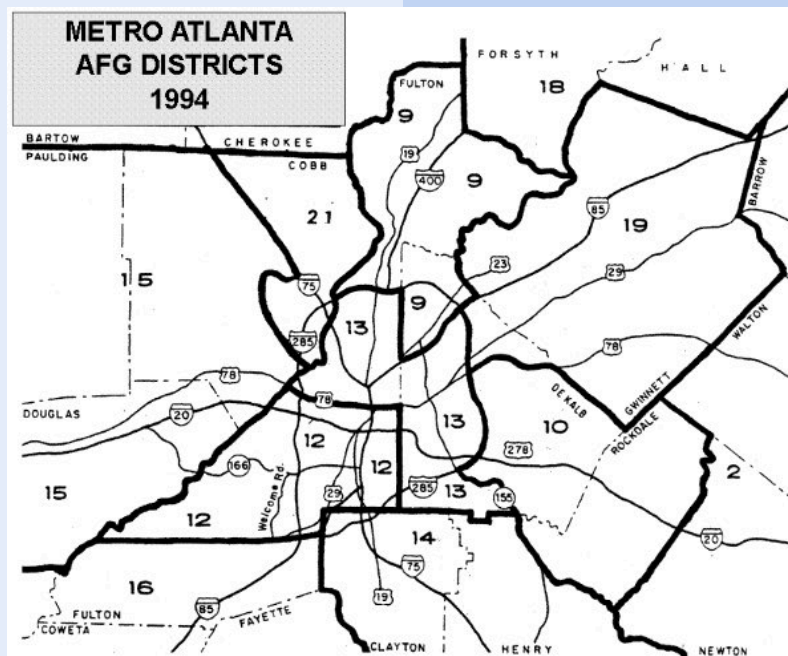 METRO ATLANTA
AFG DISTRICTS
1994
FORSYTH
HALL
FULTON
18
9
BARTOW
CHEROKEE
PAULDING
COBB
19
400
9
BARROW
85
19
21
23
29
15
75
9
13
WALTON
285
78
78
DOUGLAS
20
78
DEKALB
GWINNETT
ROCKDALE
13
10
12
166
12
278
2
Welcome Rd.
29
285
13
155
15
12
14
20
16
75
85
19
FULTON
COWETA
FAYETTE
CLAYTON
HENRY
NEWTON